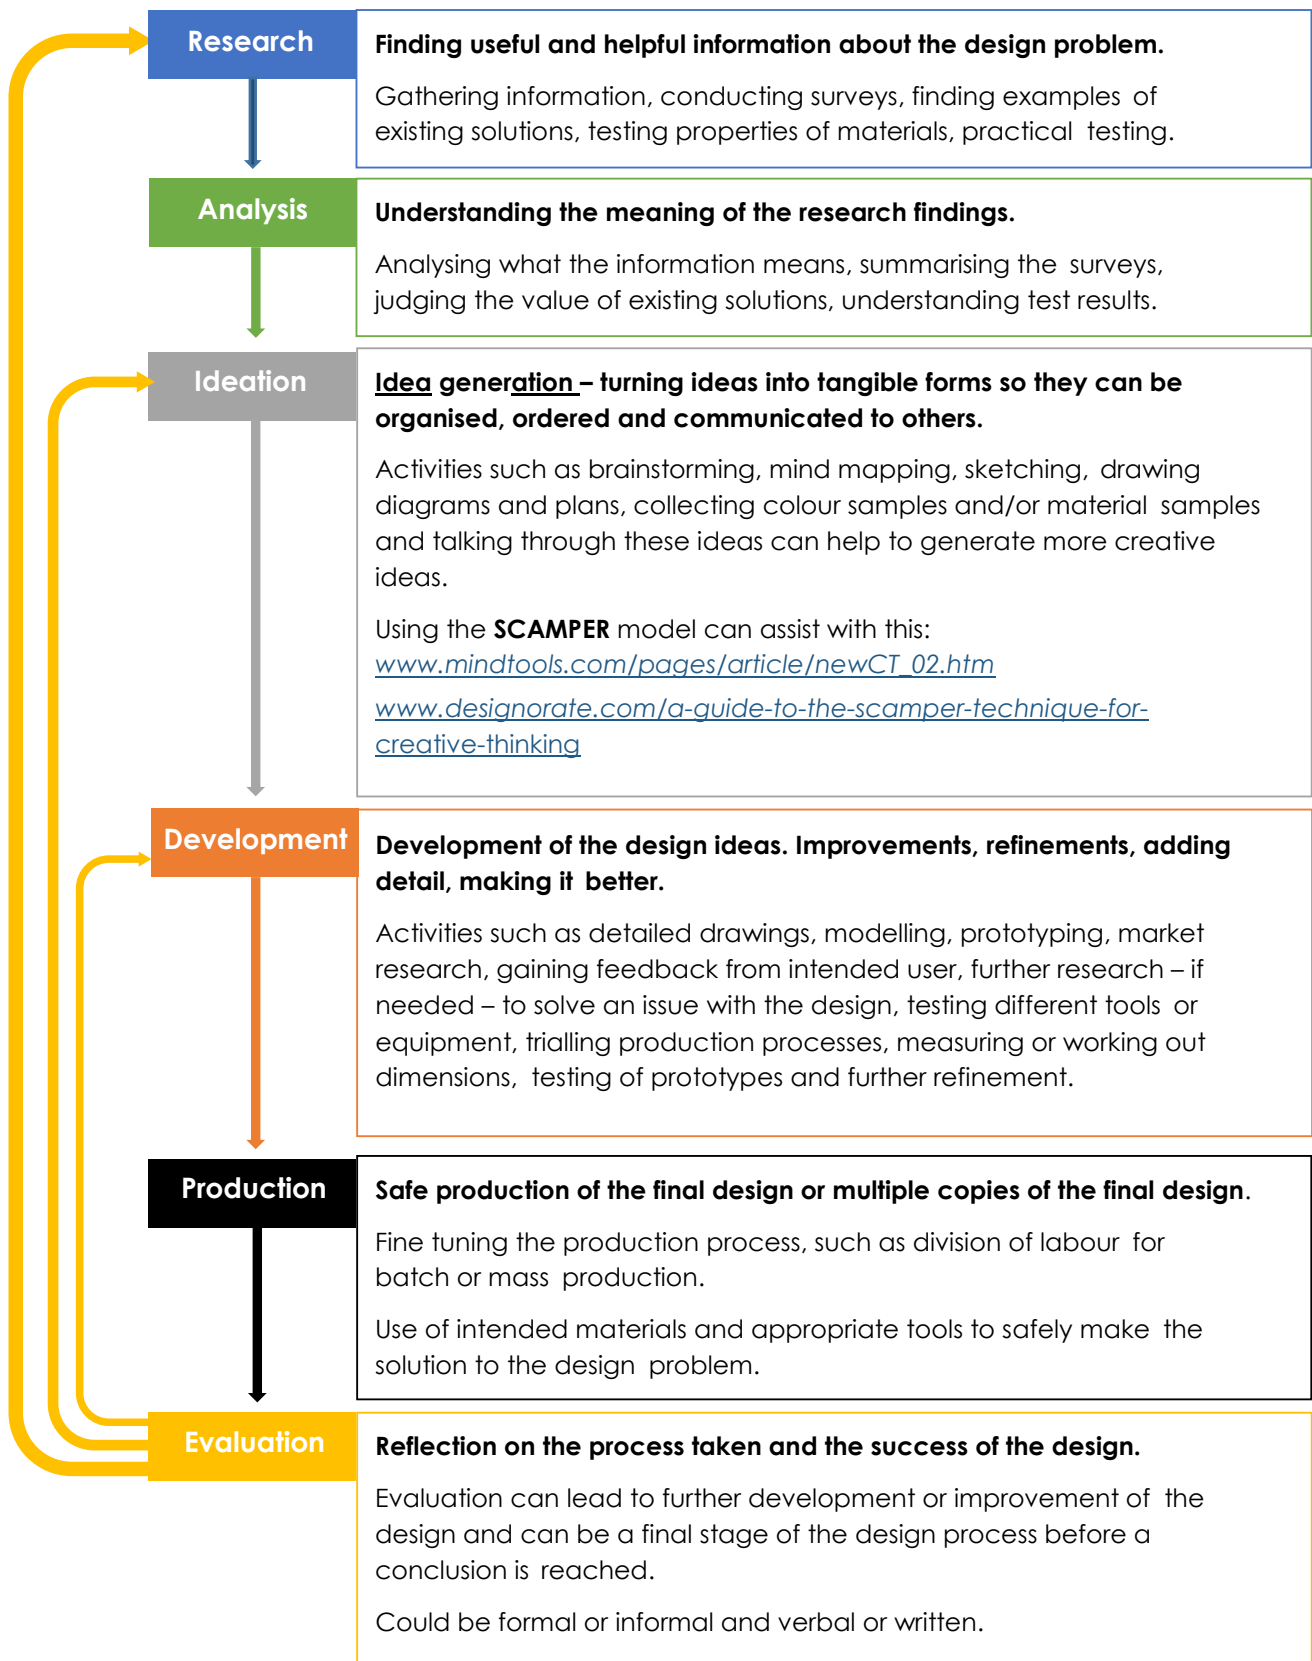 Research
Finding useful and helpful information about the design problem.
Gathering information, conducting surveys, finding examples of
existing solutions, testing properties of materials, practical testing.
Analysis
Understanding the meaning of the research findings.
Analysing what the information means, summarising the surveys,
judging the value of existing solutions, understanding test results.
Ideation
Idea generation – turning ideas into tangible forms so they can be
organised, ordered and communicated to others.
Activities such as brainstorming, mind mapping, sketching, drawing
diagrams and plans, collecting colour samples and/or material samples
and talking through these ideas can help to generate more creative
ideas.
Using the SCAMPER model can assist with this:
www.mindtools.com/pages/article/newCT_02.htm
www.designorate.com/a-guide-to-the-scamper-technique-for-
creative-thinking
Development
Development of the design ideas. Improvements, refinements, adding
detail, making it better.
Activities such as detailed drawings, modelling, prototyping, market
research, gaining feedback from intended user, further research – if
needed – to solve an issue with the design, testing different tools or
equipment, trialling production processes, measuring or working out
dimensions, testing of prototypes and further refinement.
Production
Safe production of the final design or multiple copies of the final design.
Fine tuning the production process, such as division of labour for
batch or mass production.
Use of intended materials and appropriate tools to safely make the
solution to the design problem.
Evaluation
Reflection on the process taken and the success of the design.
Evaluation can lead to further development or improvement of the
design and can be a final stage of the design process before a
conclusion is reached.
Could be formal or informal and verbal or written.